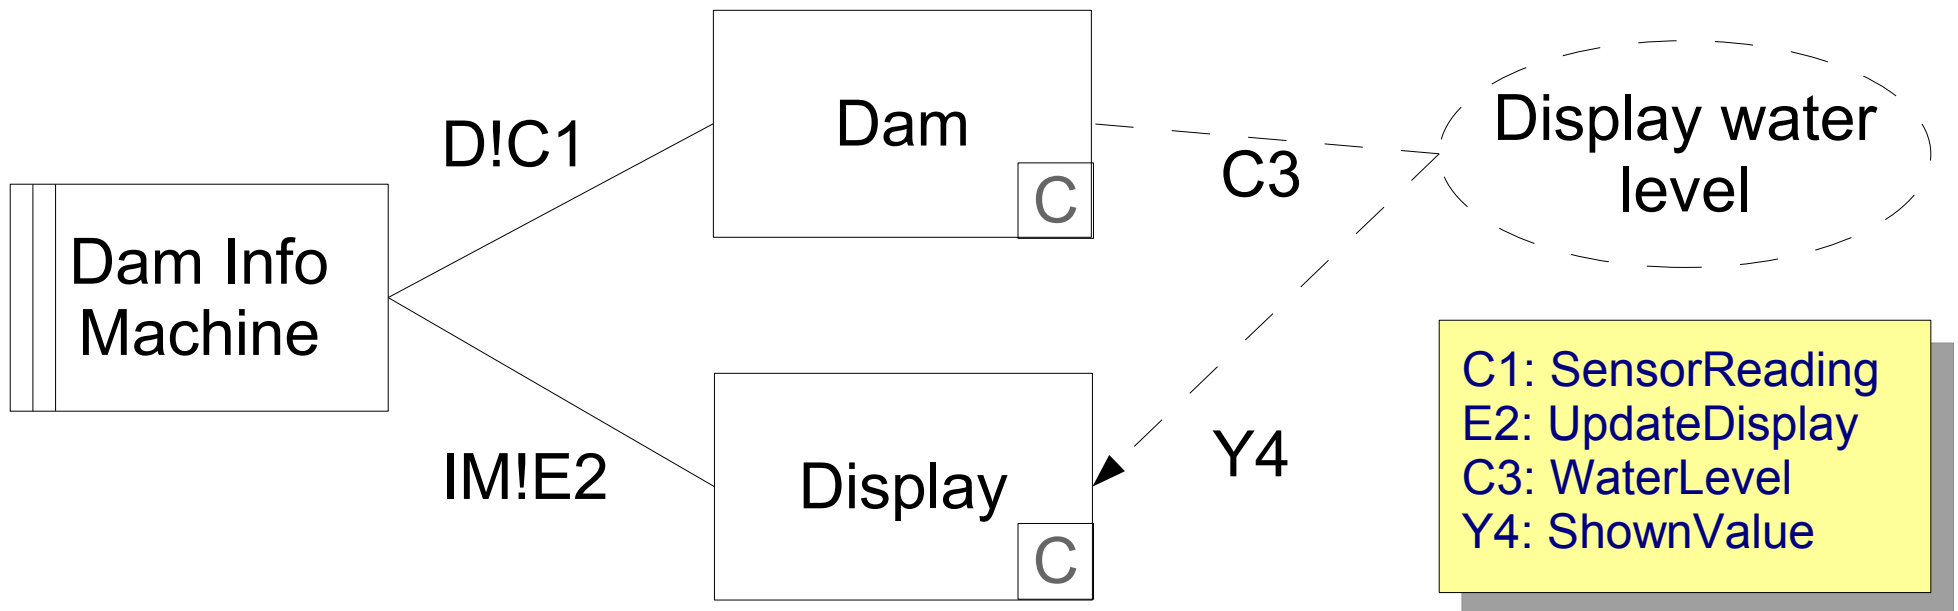 D!C1
Dam
C
C3
Display water
level
Dam Info
Machine
IM!E2
Display
C
Y4
C1: SensorReading
E2: UpdateDisplay
C3: WaterLevel
Y4: ShownValue